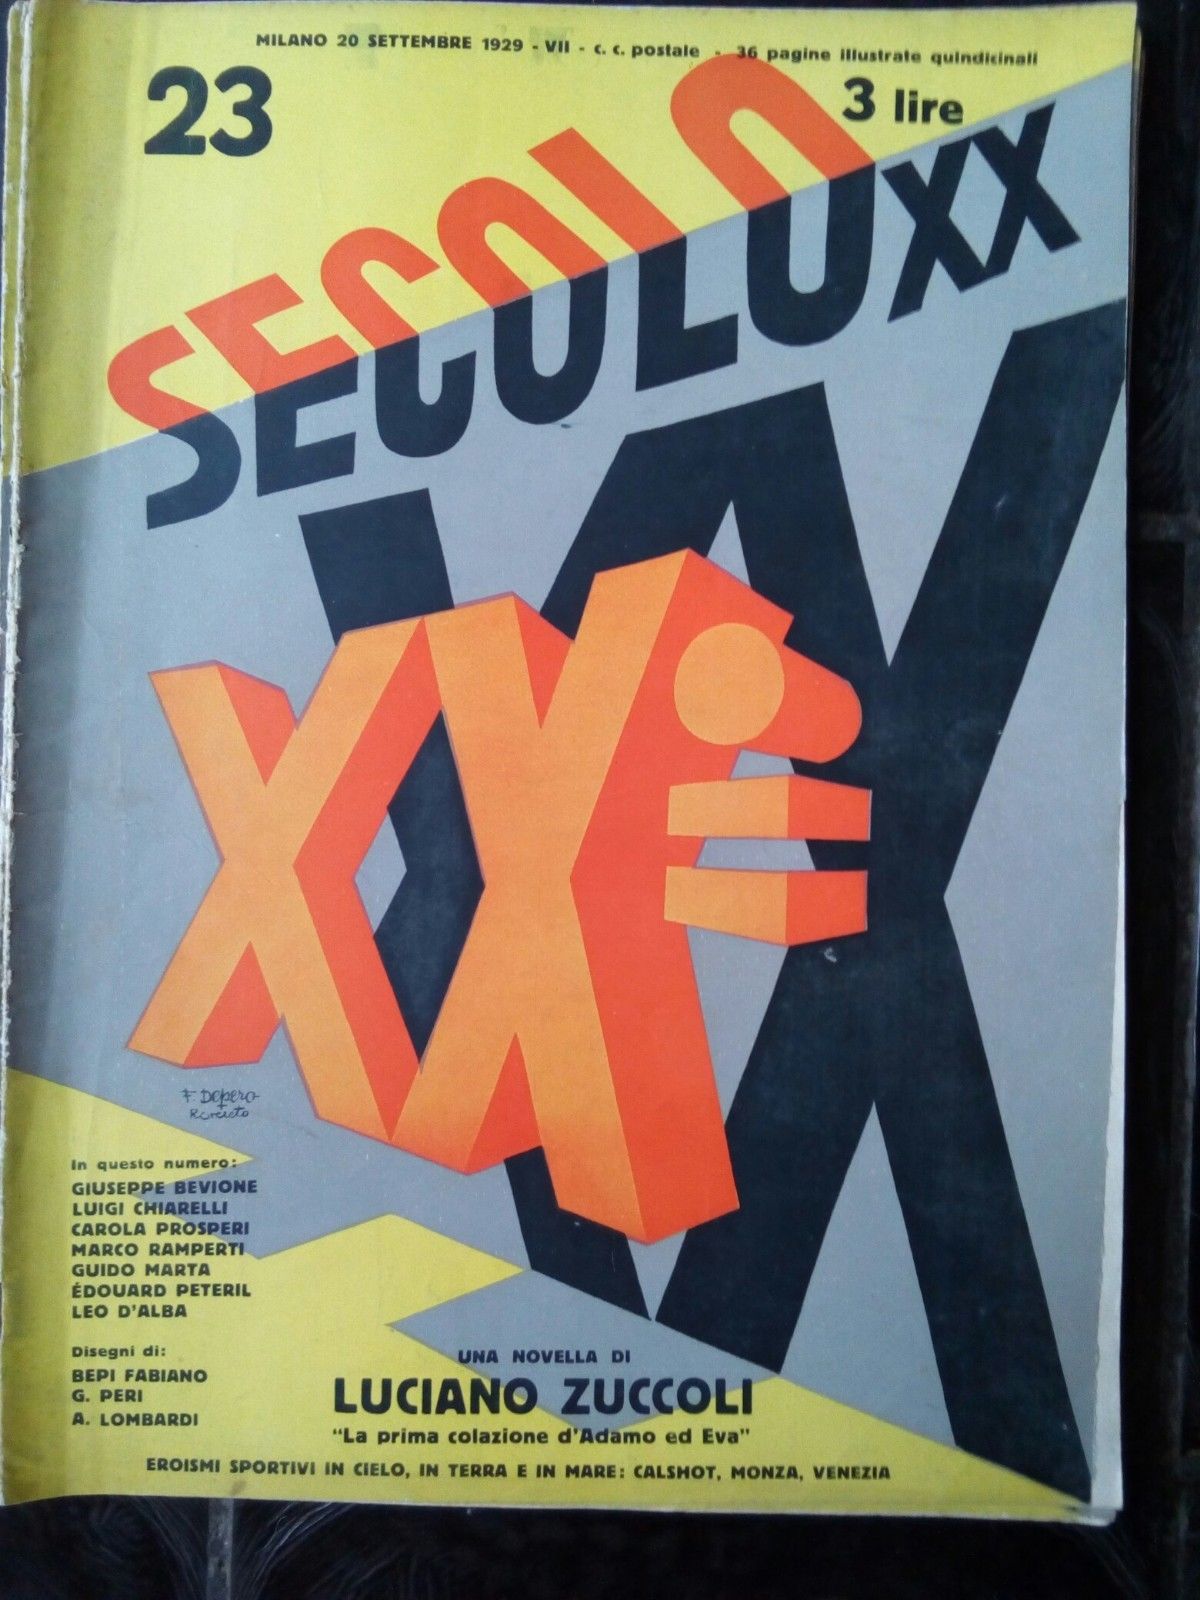 MILANO 20 SETTEMBRE 1929 - VII - c. c. postale - 36 pagine illustrate quindicinali
23
3 lire
SECOLO XX
XX
F. Depero
Rovereto
In questo numero:
GIUSEPPE BEVIONE
LUIGI CHIARELLI
CAROLA PROSPERI
MARCO RAMPERTI
GUIDO MARTA
ÉDOUARD PETERIL
LEO D'ALBA
Disegni di:
BEPI FABIANO
G. PERI
A. LOMBARDI
UNA NOVELLA DI
LUCIANO ZUCCOLI
"La prima colazione d'Adamo ed Eva"
EROISMI SPORTIVI IN CIELO, IN TERRA E IN MARE: CALSHOT, MONZA, VENEZIA